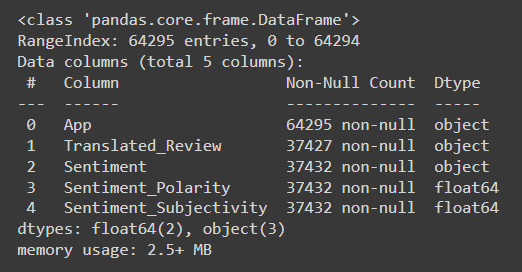 <class 'pandas.core.frame.DataFrame'>
RangeIndex: 64295 entries, 0 to 64294
Data columns (total 5 columns):
 #   Column                  Non-Null Count  Dtype
---  ------                  --------------  -----
 0   App                     64295 non-null  object
 1   Translated_Review       37427 non-null  object
 2   Sentiment               37432 non-null  object
 3   Sentiment_Polarity      37432 non-null  float64
 4   Sentiment_Subjectivity  37432 non-null  float64
dtypes: float64(2), object(3)
memory usage: 2.5+ MB